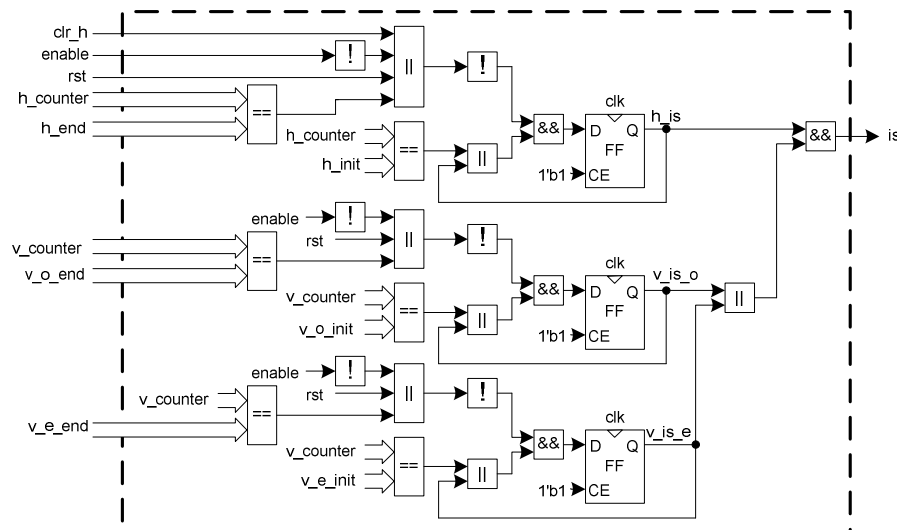 clr_h
enable
!
||
rst
!
h_counter
==
h_end
clk
h_is
h_counter
==
&&
D Q
&&
is
h_init
||
FF
1'b1 CE
enable
!
rst
||
!
v_counter
==
v_o_end
clk
v_is_o
v_counter
==
&&
D Q
||
v_o_init
||
FF
1'b1 CE
enable
!
||
v_counter
rst
!
==
v_e_end
clk
v_is_e
v_counter
==
&&
D Q
v_e_init
||
FF
1'b1 CE